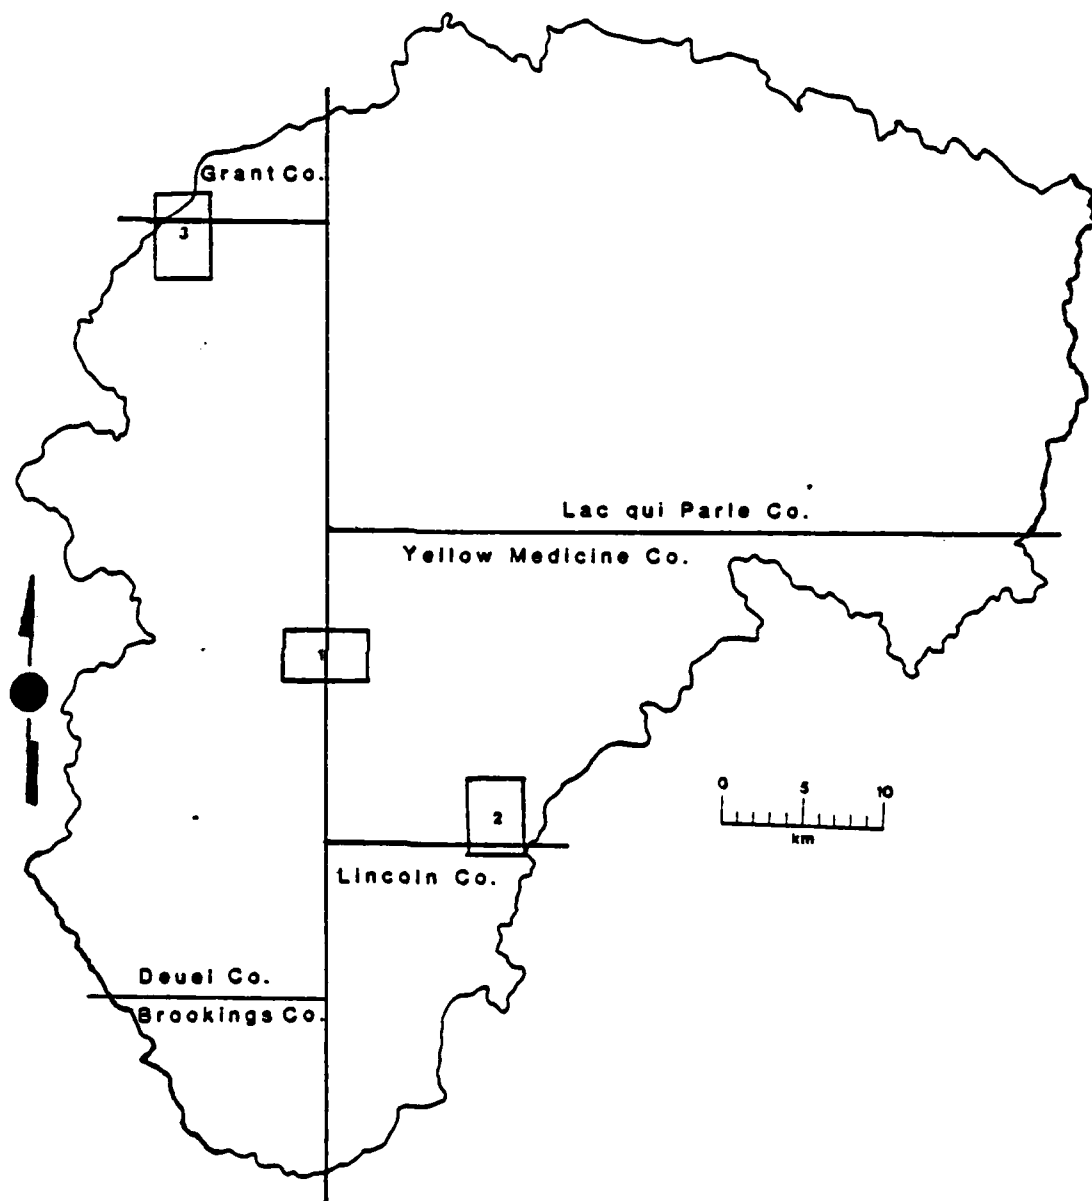 Grant Co.
3
Lac qui Parle Co.
Yellow Medicine Co.
1
0 5 10
km
2
Lincoln Co.
Deuel Co.
Brookings Co.